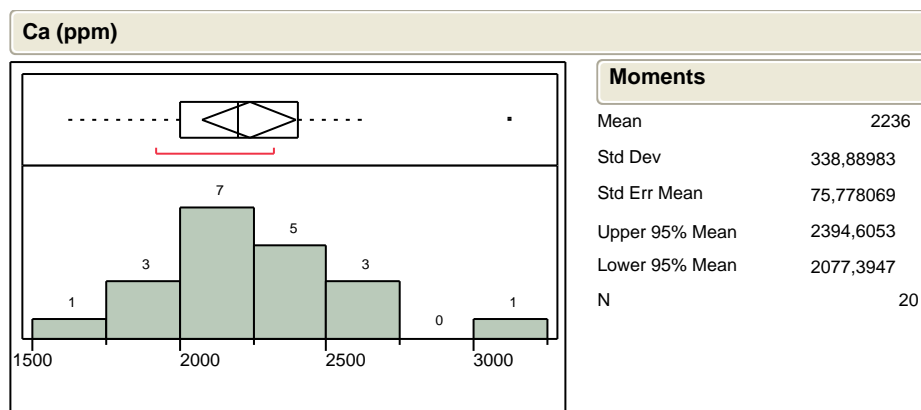 Ca (ppm)
7
5
3
3
1
1
0
1500
2000
2500
3000
Moments
Mean 2236
Std Dev 338,88983
Std Err Mean 75,778069
Upper 95% Mean 2394,6053
Lower 95% Mean 2077,3947
N 20